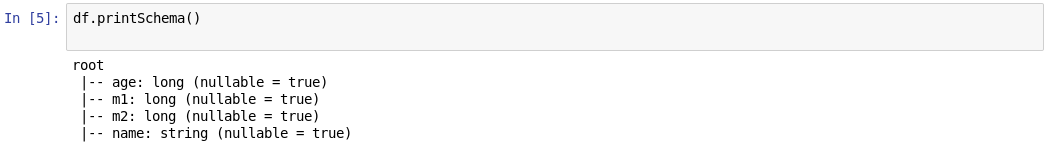 In [5]: df.printSchema()
root
 |-- age: long (nullable = true)
 |-- m1: long (nullable = true)
 |-- m2: long (nullable = true)
 |-- name: string (nullable = true)